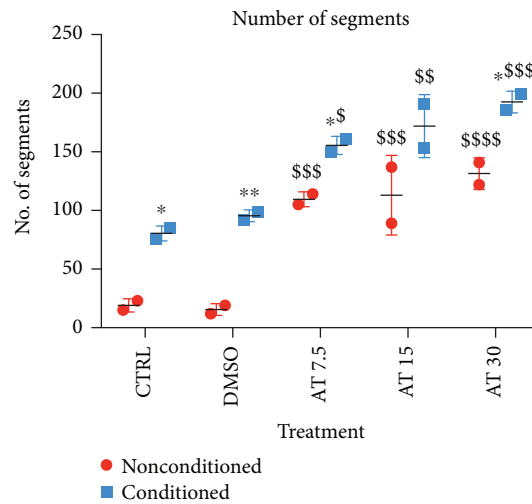 Number of segments
No. of segments
250
200
150
100
50
0
*
**
$$$
*$
$$$
$$
$$$$
*$$$
CTRL
DMSO
AT 7.5
AT 15
AT 30
Treatment
Nonconditioned
Conditioned